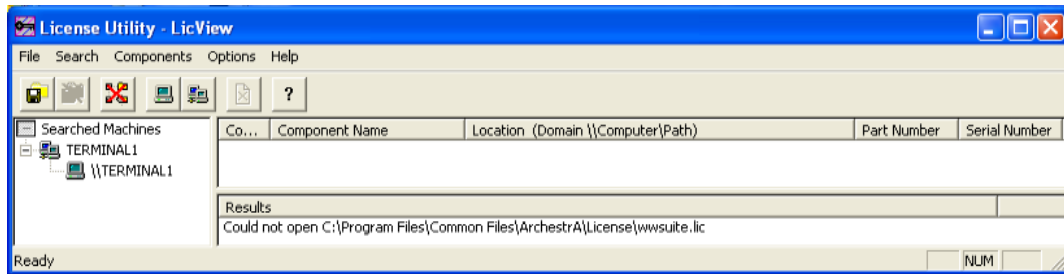 License Utility - LicView
File Search Components Options Help
?
Searched Machines
TERMINAL1
\\TERMINAL1
Co... Component Name Location (Domain \\Computer\Path) Part Number Serial Number
Results
Could not open C:\Program Files\Common Files\ArchestrA\License\wwsuite.lic
Ready NUM